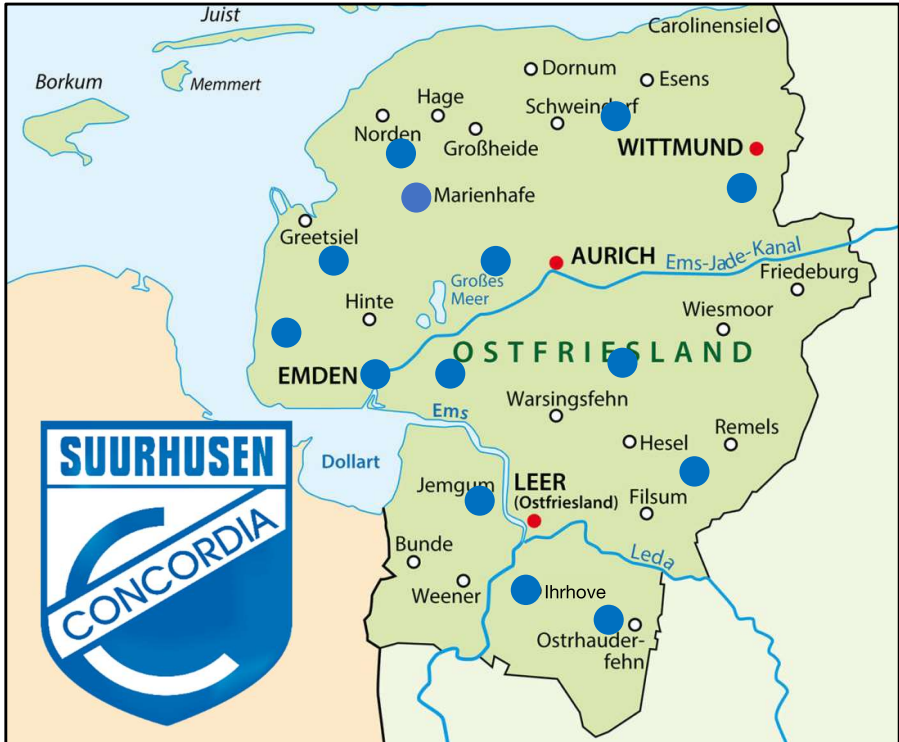 Juist
Carolinensiel
Borkum
Memmert
Dornum
Esens
Hage
Schweindorf
Norden
Großheide
WITTMUND
Marienhafe
Greetsiel
AURICH
Ems-Jade-Kanal
Friedeburg
Großes
Meer
Hinte
Wiesmoor
OSTFRIESLAND
EMDEN
Warsingsfehn
Ems
Remels
Hesel
SUURHUSEN
CONCORDIA
Dollart
Jemgum
LEER
(Ostfriesland)
Filsum
Bunde
Leda
Weener
Ihrhove
Ostrhauder-
fehn